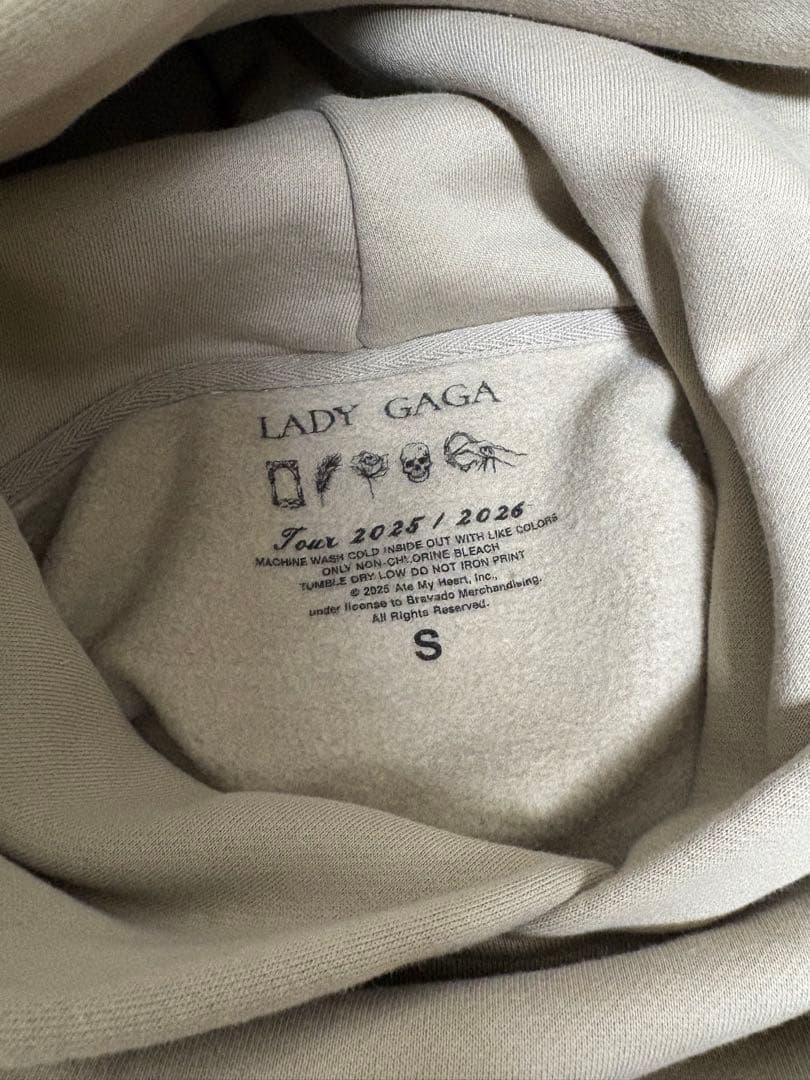 LADY GAGA
Tour 2025 / 2026
MACHINE WASH COLD INSIDE OUT WITH LIKE COLORS
ONLY NON-CHLORINE BLEACH
TUMBLE DRY LOW DO NOT IRON PRINT
© 2025 Ate My Heart, Inc.,
under license to Bravado Merchandising.
All Rights Reserved.
S